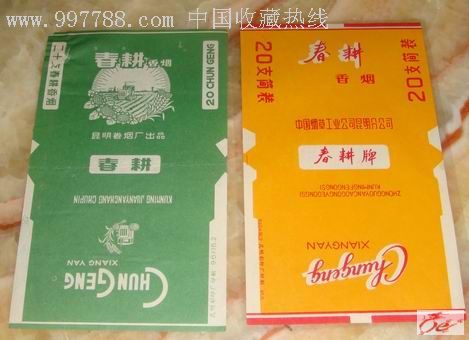 www.997788.com 中国收藏热线
春耕香烟
20 CHUN GENG
昆明卷烟厂出品
春耕
KUNMING JUANYANCHANG CHUPIN
XIANG YAN
CHUNGENG
春耕
香烟
20支简装
20支简装
中国烟草工业公司昆明分公司
春耕牌
ZHONGGUOYANCAOGONGYEGONGSI
KUNMINGFENGONGSI
XIANGYAN
Chungeng